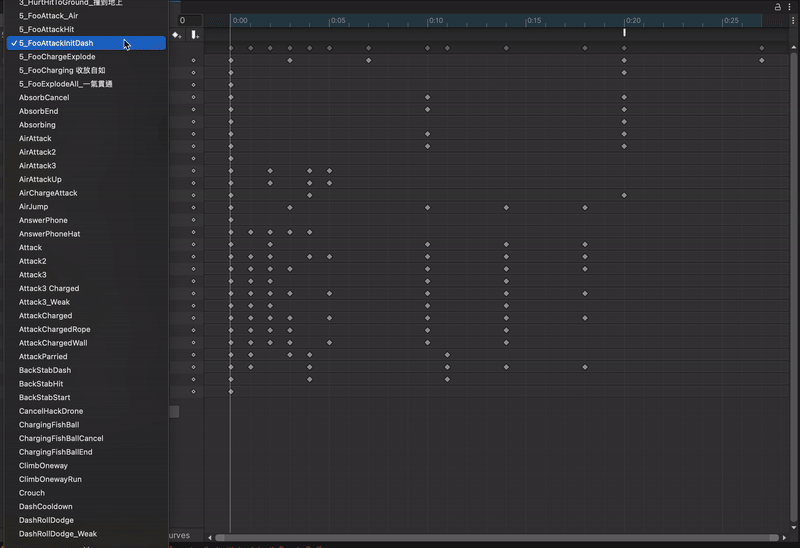 3_HurtHitToGround_撞到地上
5_FooAttack_Air
5_FooAttackHit
✓ 5_FooAttackInitDash
5_FooChargeExplode
5_FooCharging 收放自如
5_FooExplodeAll_一氣貫通
AbsorbCancel
AbsorbEnd
Absorbing
AirAttack
AirAttack2
AirAttack3
AirAttackUp
AirChargeAttack
AirJump
AnswerPhone
AnswerPhoneHat
Attack
Attack2
Attack3
Attack3 Charged
Attack3_Weak
AttackCharged
AttackChargedRope
AttackChargedWall
AttackParried
BackStabDash
BackStabHit
BackStabStart
CancelHackDrone
ChargingFishBall
ChargingFishBallCancel
ChargingFishBallEnd
ClimbOneway
ClimbOnewayRun
Crouch
DashCooldown
DashRollDodge
DashRollDodge_Weak
0
0:00 0:05 0:10 0:15 0:20 0:25
urves